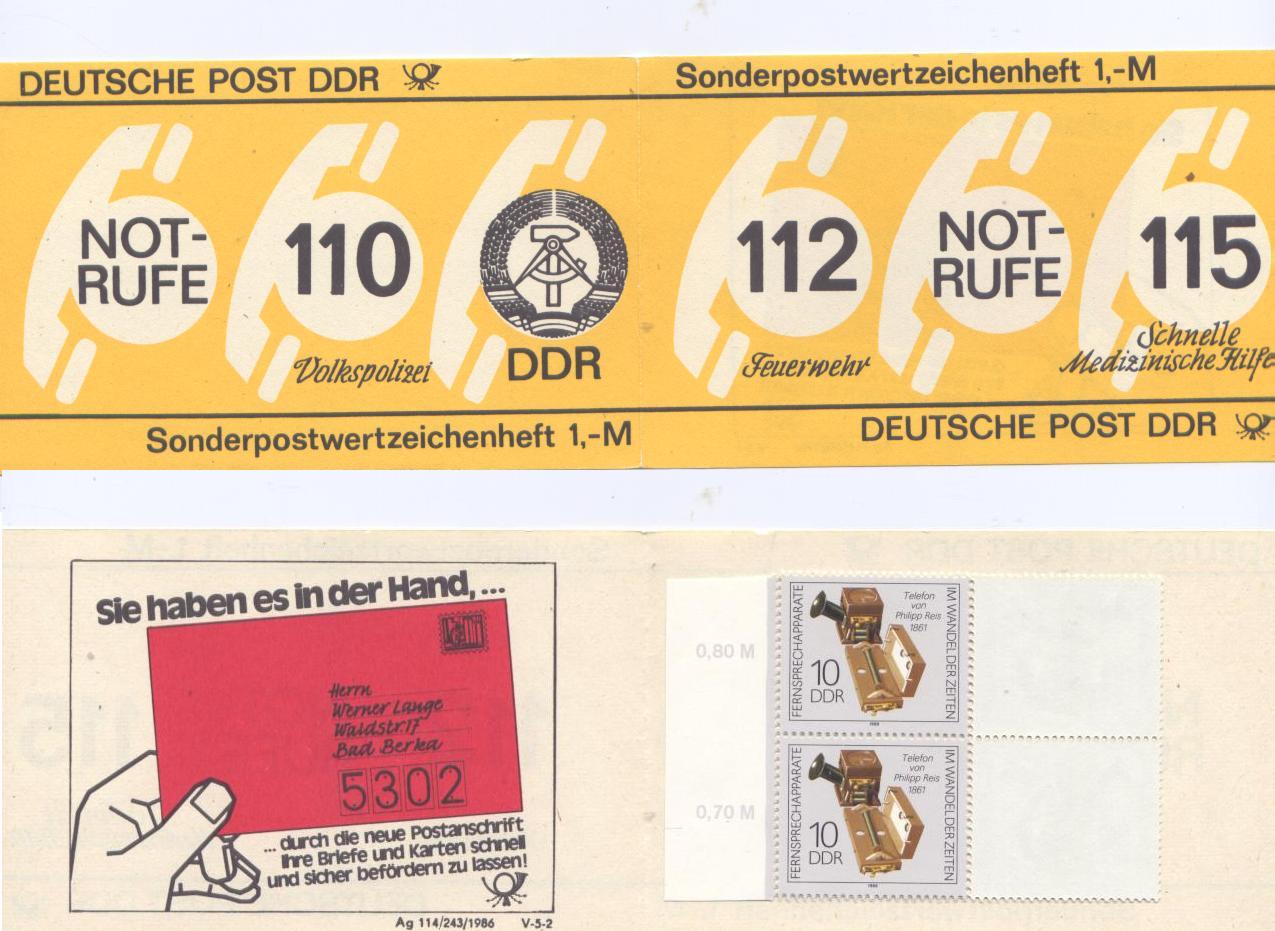 DEUTSCHE POST DDR
NOT-
RUFE
110
Volkspolizei
DDR
Sonderpostwertzeichenheft 1,-M
Sonderpostwertzeichenheft 1,-M
112
Feuerwehr
NOT-
RUFE
115
Schnelle
Medizinische Hilfe
DEUTSCHE POST DDR
Sie haben es in der Hand,...
Herrn
Werner Lange
Waldstr. 17
Bad Berka
5302
... durch die neue Postanschrift
Ihre Briefe und Karten schnell
und sicher befördern zu lassen!
Ag 114/243/1986 V-5-2
0,80 M
FERNSPRECHAPPARATE
Telefon
von
Philipp Reis
1861
10
DDR
IM WANDEL DER ZEITEN
0,70 M
FERNSPRECHAPPARATE
Telefon
von
Philipp Reis
1861
10
DDR
IM WANDEL DER ZEITEN